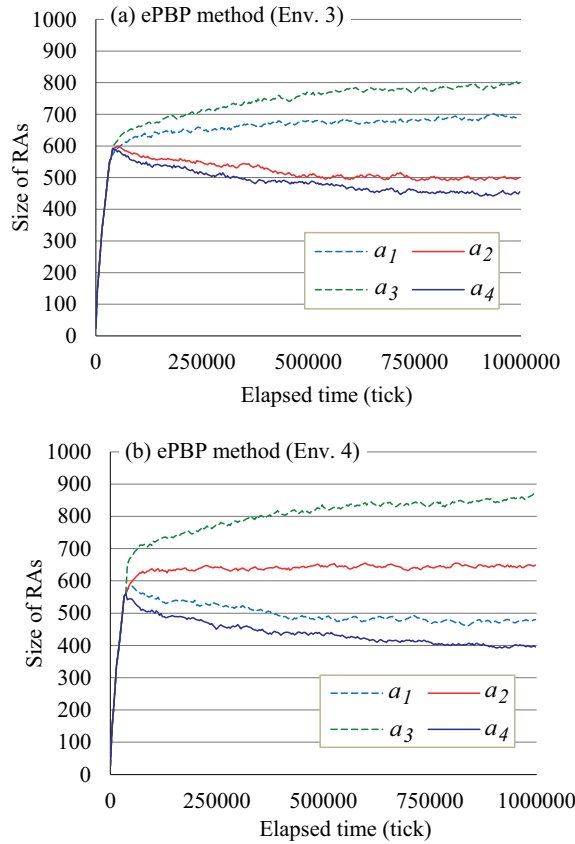 (a) ePBP method (Env. 3)
1000
900
800
700
600
500
400
300
200
100
0
Size of RAs
a1 a2
a3 a4
0 250000 500000 750000 1000000
Elapsed time (tick)
(b) ePBP method (Env. 4)
1000
900
800
700
600
500
400
300
200
100
0
Size of RAs
a1 a2
a3 a4
0 250000 500000 750000 1000000
Elapsed time (tick)